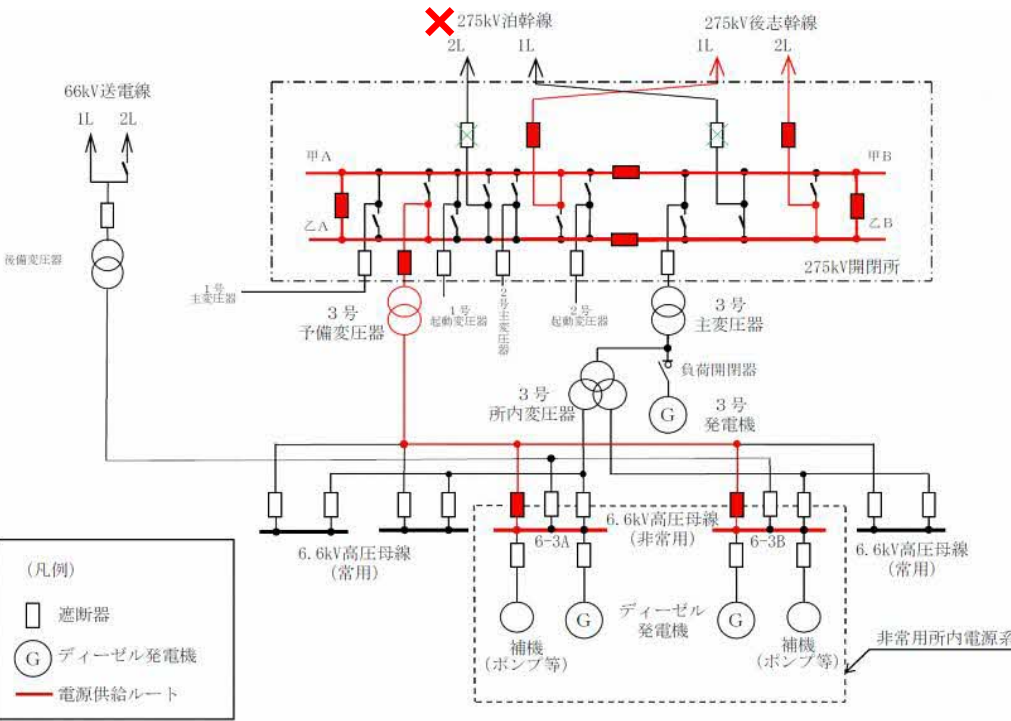 275kV泊幹線
2L
1L
275kV後志幹線
1L
2L
66kV送電線
1L
2L
甲A
甲B
乙A
乙B
275kV開閉所
後備変圧器
1号
主変圧器
3号
予備変圧器
1号
起動変圧器
2号主変圧器
2号
起動変圧器
3号
主変圧器
負荷開閉器
3号
所内変圧器
G
3号
発電機
6.6kV高圧母線
(常用)
6.6kV高圧母線
(非常用)
6-3A
6-3B
6.6kV高圧母線
(常用)
G
ディーゼル
発電機
G
補機
(ポンプ等)
補機
(ポンプ等)
非常用所内電源系
(凡例)
遮断器
G
ディーゼル発電機
電源供給ルート